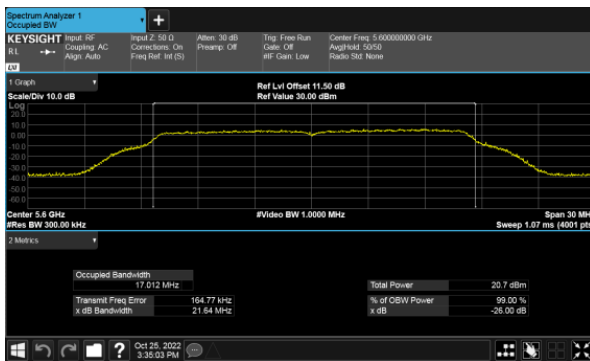 Spectrum Analyzer 1
Occupied BW
+
KEYSIGHT Input: RF Input Z: 50 Ω Atten: 30 dB Trig: Free Run Center Freq: 5.600000000 GHz
RL Coupling: AC Corrections: On Preamp: Off Gate: Off Avg|Hold: 50/50
Align: Auto Freq Ref: Int (S) #IF Gain: Low Radio Std: None
LXI
1 Graph
Ref Lvl Offset 11.50 dB
Scale/Div 10.0 dB Ref Value 30.00 dBm
Log
20.0
10.0
0.00
-10.0
-20.0
-30.0
-40.0
-50.0
-60.0
Center 5.6 GHz #Video BW 1.0000 MHz Span 30 MH
#Res BW 300.00 kHz Sweep 1.07 ms (4001 pts
2 Metrics
Occupied Bandwidth
17.012 MHz Total Power 20.7 dBm
Transmit Freq Error 164.77 kHz % of OBW Power 99.00 %
x dB Bandwidth 21.64 MHz x dB -26.00 dB
? Oct 25, 2022
3:35:03 PM